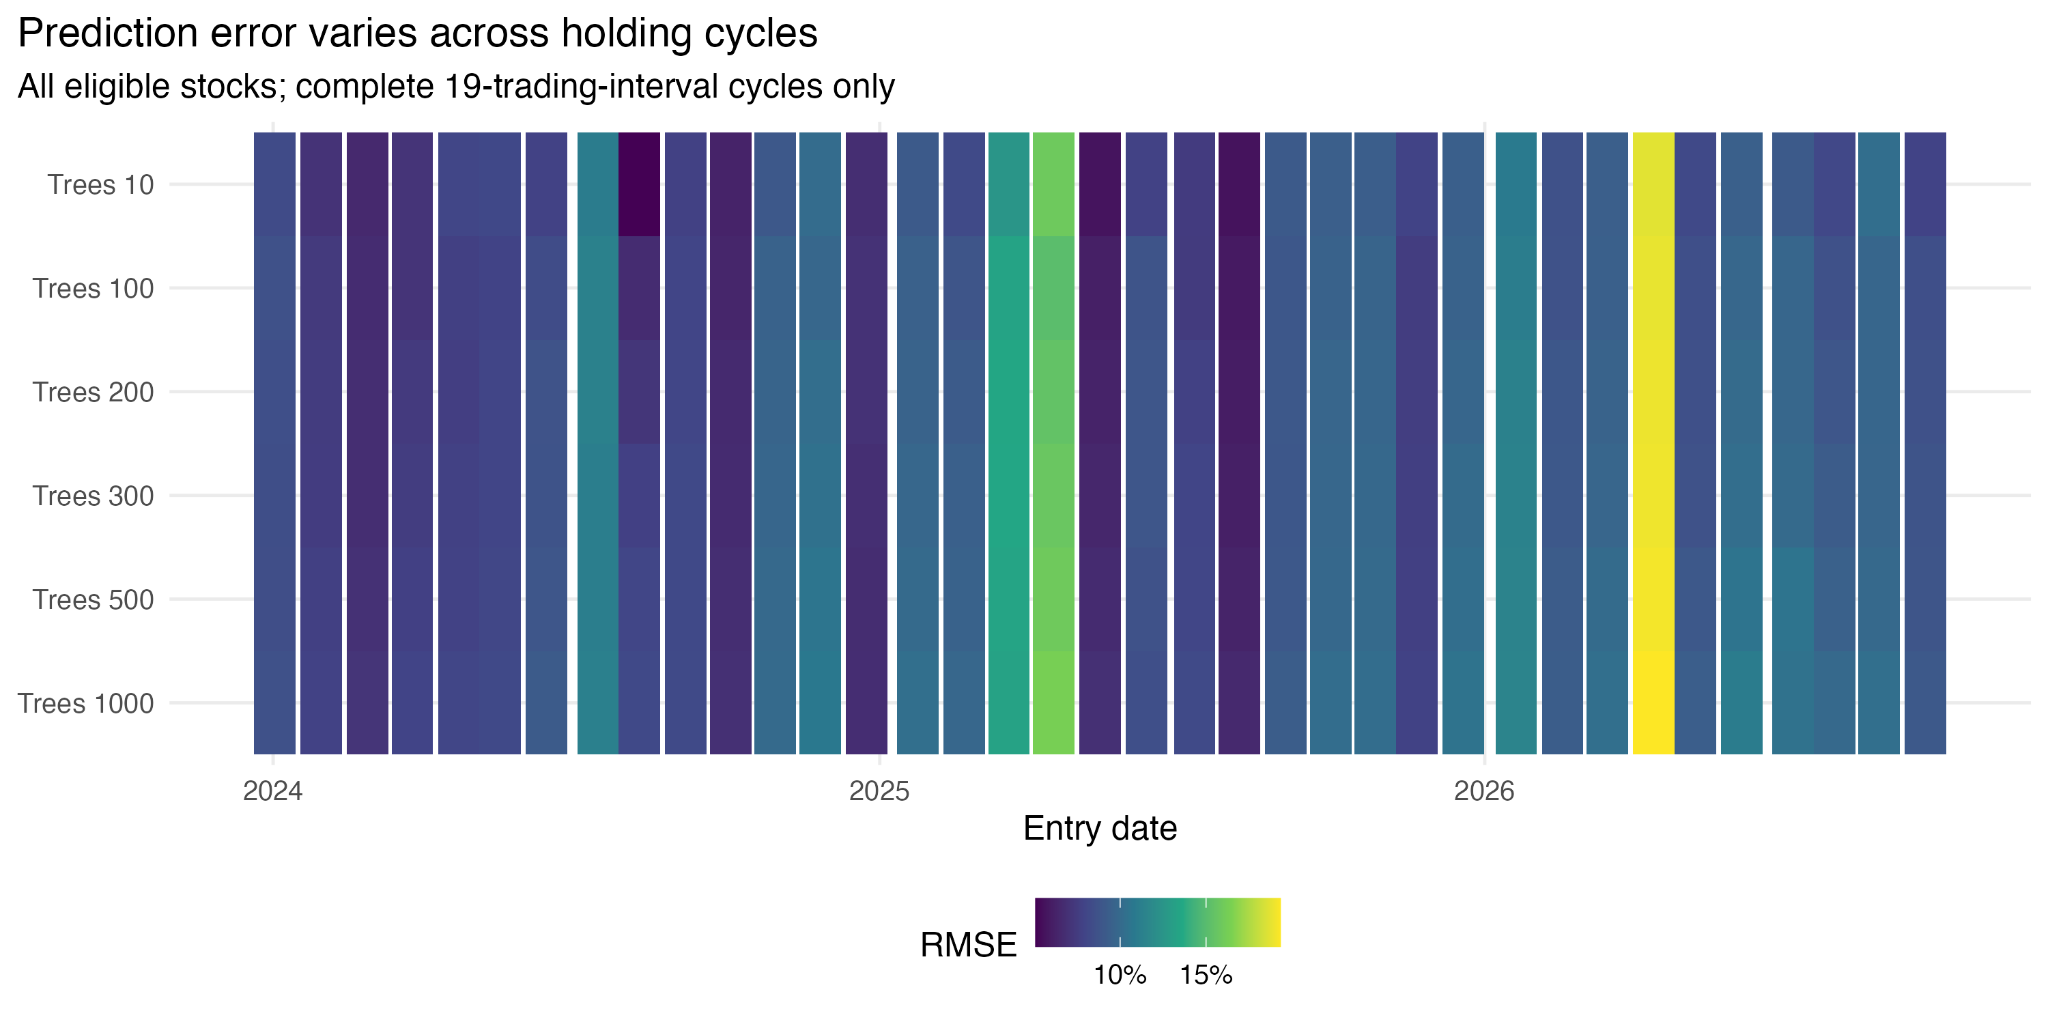 Prediction error varies across holding cycles
All eligible stocks; complete 19-trading-interval cycles only
Trees 10
Trees 100
Trees 200
Trees 300
Trees 500
Trees 1000
2024
2025
2026
Entry date
RMSE
10%
15%